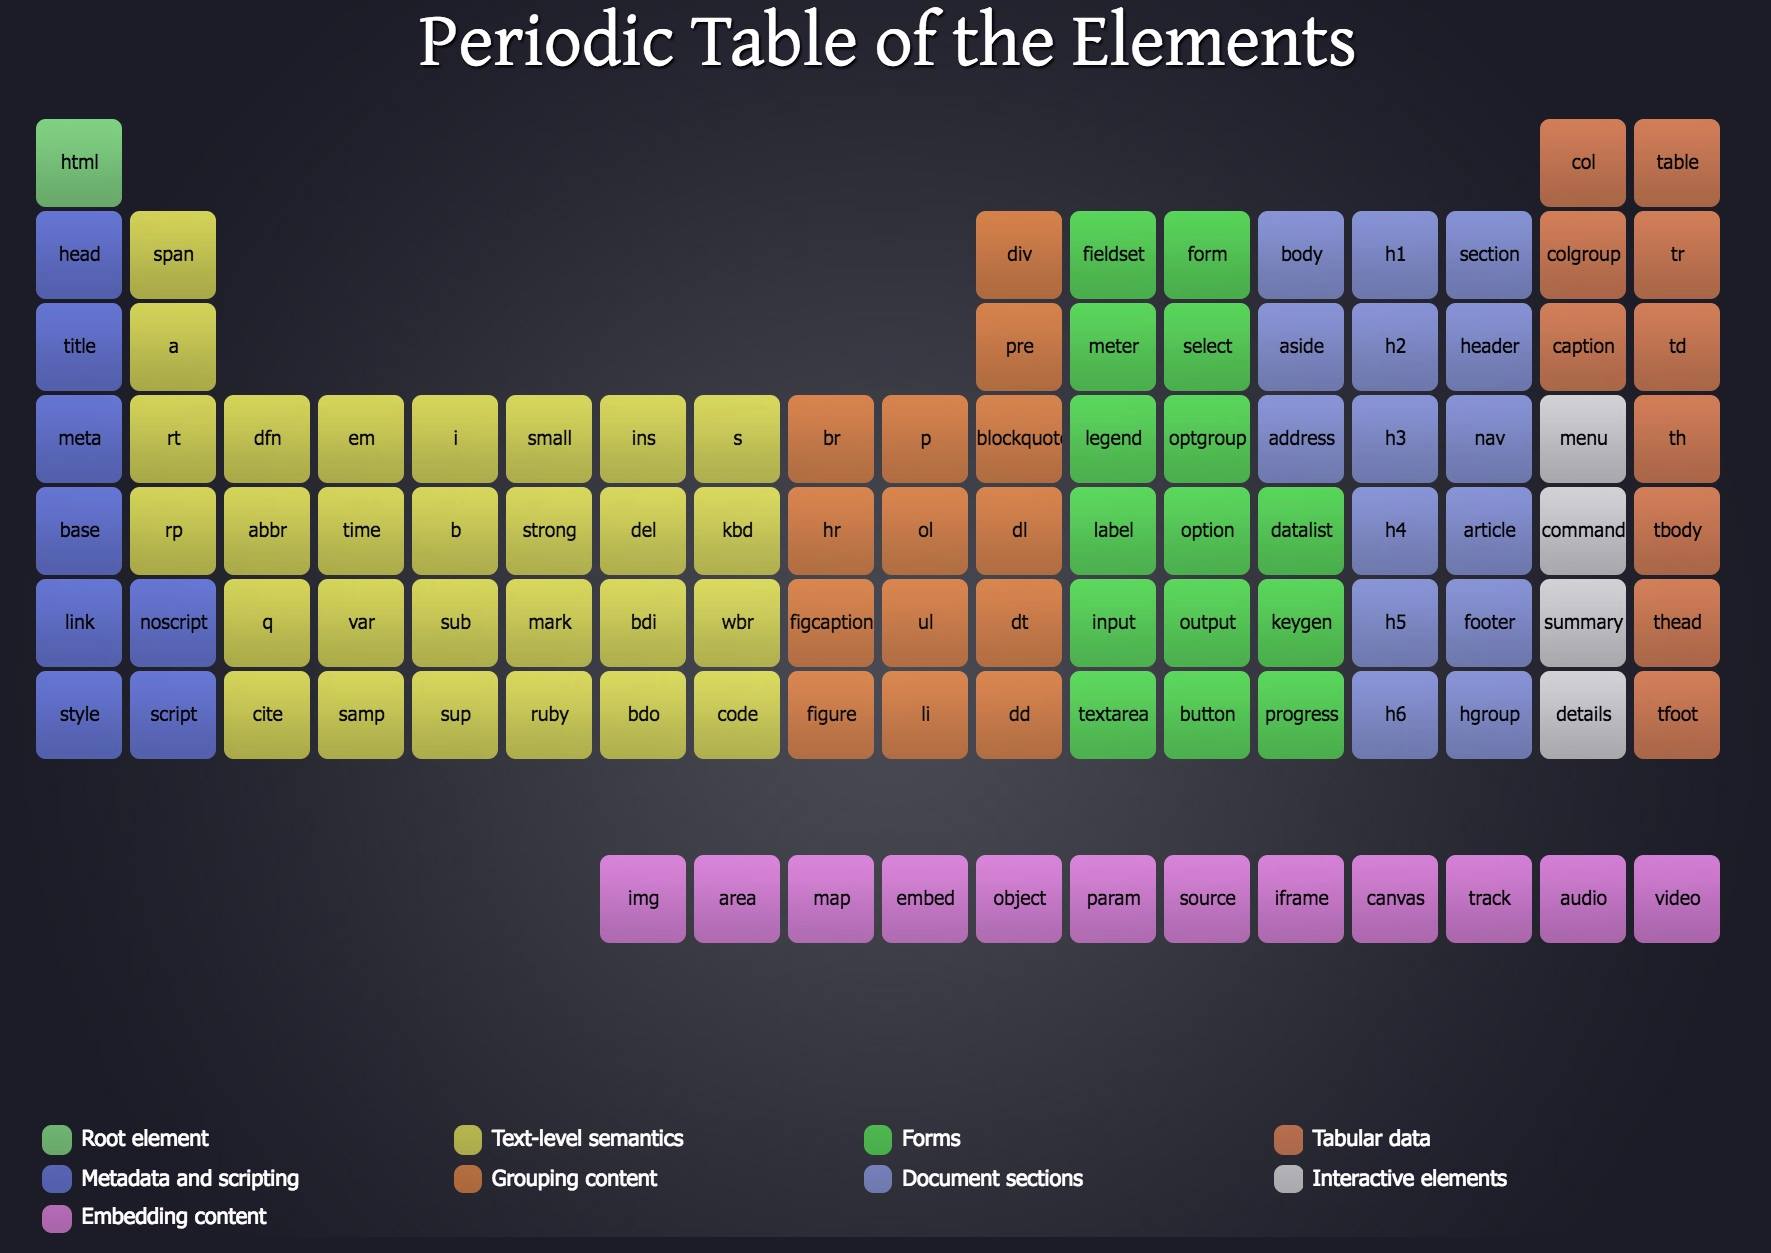 Periodic Table of the Elements
html col table
head span div fieldset form body h1 section colgroup tr
title a pre meter select aside h2 header caption td
meta rt dfn em i small ins s br p blockquote legend optgroup address h3 nav menu th
base rp abbr time b strong del kbd hr ol dl label option datalist h4 article command tbody
link noscript q var sub mark bdi wbr figcaption ul dt input output keygen h5 footer summary thead
style script cite samp sup ruby bdo code figure li dd textarea button progress h6 hgroup details tfoot
img area map embed object param source iframe canvas track audio video
Root element Text-level semantics Forms Tabular data
Metadata and scripting Grouping content Document sections Interactive elements
Embedding content